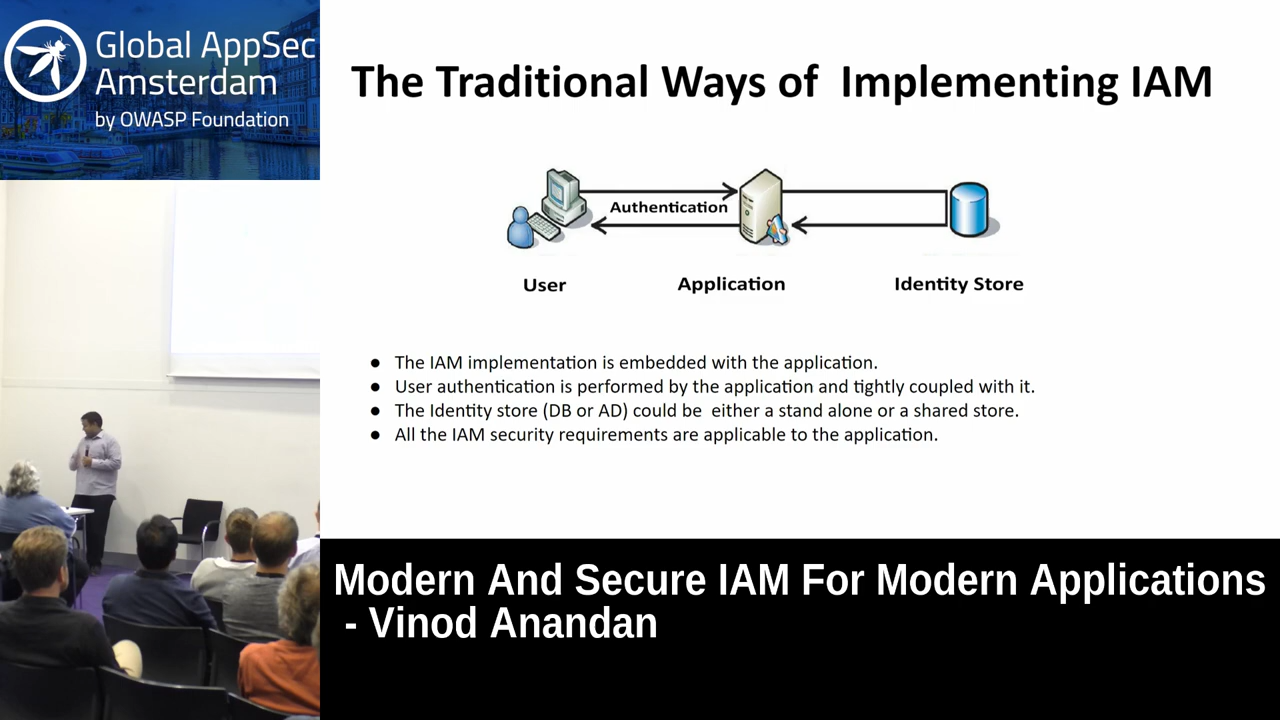 Global AppSec
Amsterdam
by OWASP Foundation
The Traditional Ways of  Implementing IAM
Authentication
User
Application
Identity Store
● The IAM implementation is embedded with the application.
● User authentication is performed by the application and tightly coupled with it.
● The Identity store (DB or AD) could be  either a stand alone or a shared store.
● All the IAM security requirements are applicable to the application.
Modern And Secure IAM For Modern Applications
- Vinod Anandan